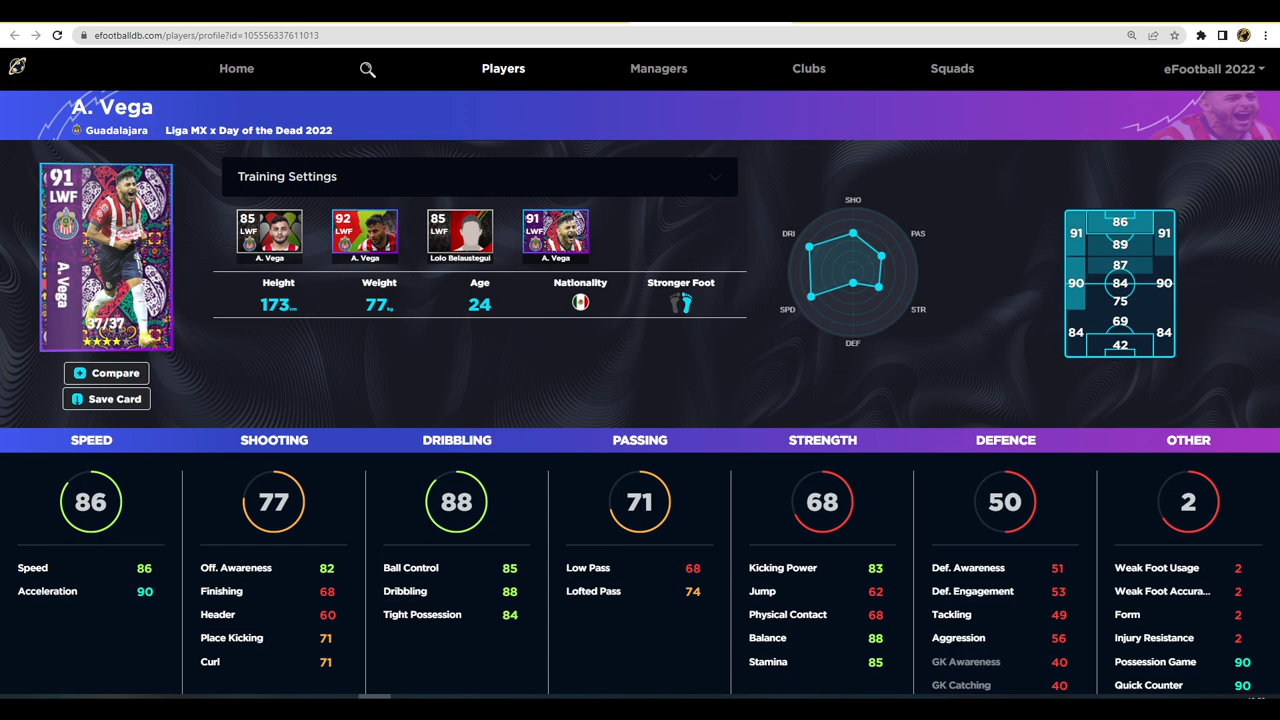 efootballdb.com/players/profile?id=105556337611013
Home
Players
Managers
Clubs
Squads
eFootball 2022
A. Vega
Guadalajara
Liga MX x Day of the Dead 2022
91
LWF
A. Vega
37/37
Compare
Save Card
Training Settings
85
LWF
A. Vega
92
LWF
A. Vega
85
LWF
Lolo Belaustegui
91
LWF
A. Vega
Height
173cm
Weight
77kg
Age
24
Nationality
Stronger Foot
SHO
PAS
STR
DEF
SPD
DRI
86
91 91
89
87
90 84 90
75
69
84 84
42
SPEED
86
Speed 86
Acceleration 90
SHOOTING
77
Off. Awareness 82
Finishing 68
Header 60
Place Kicking 71
Curl 71
DRIBBLING
88
Ball Control 85
Dribbling 88
Tight Possession 84
PASSING
71
Low Pass 68
Lofted Pass 74
STRENGTH
68
Kicking Power 83
Jump 62
Physical Contact 68
Balance 88
Stamina 85
DEFENCE
50
Def. Awareness 51
Def. Engagement 53
Tackling 49
Aggression 56
GK Awareness 40
GK Catching 40
OTHER
2
Weak Foot Usage 2
Weak Foot Accura... 2
Form 2
Injury Resistance 2
Possession Game 90
Quick Counter 90